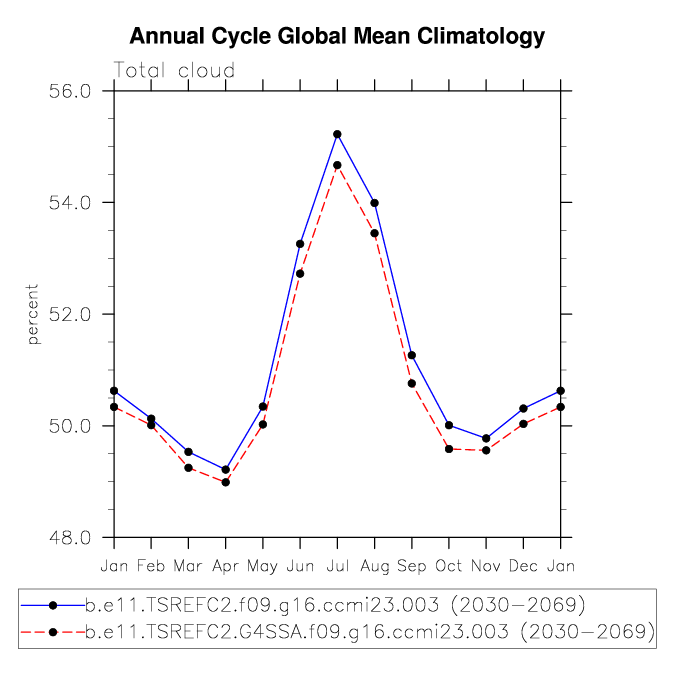 Annual Cycle Global Mean Climatology
Total cloud
56.0
54.0
52.0
50.0
48.0
percent
Jan Feb Mar Apr May Jun Jul Aug Sep Oct Nov Dec Jan
b.e11.TSREFC2.f09.g16.ccmi23.003 (2030-2069)
b.e11.TSREFC2.G4SSA.f09.g16.ccmi23.003 (2030-2069)